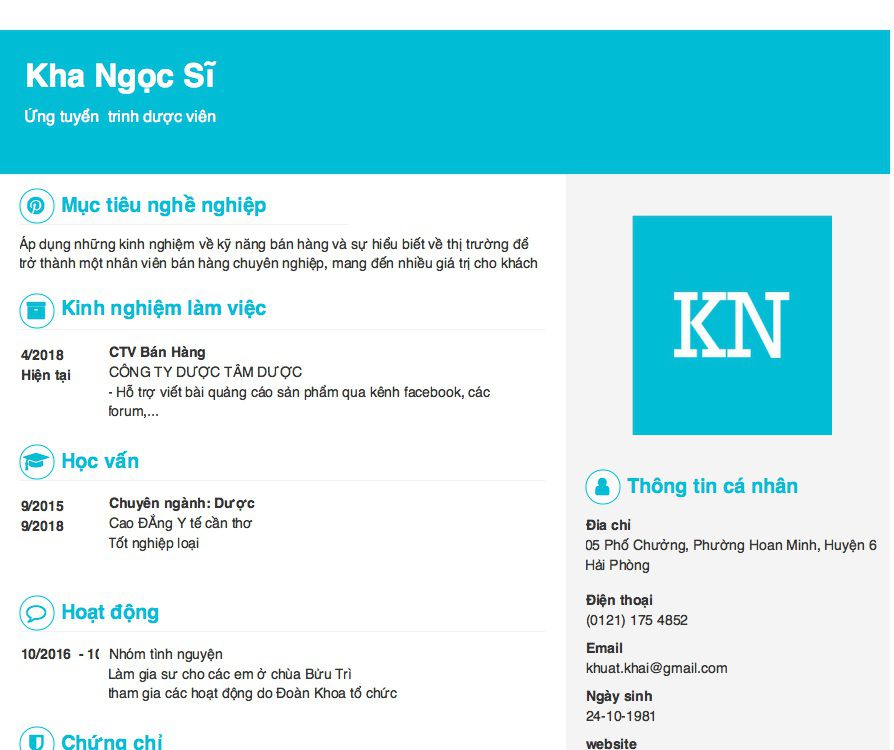 Kha Ngọc Sĩ
Ứng tuyển trinh dược viên
Mục tiêu nghề nghiệp
Áp dụng những kinh nghiệm về kỹ năng bán hàng và sự hiểu biết về thị trường để
trở thành một nhân viên bán hàng chuyên nghiệp, mang đến nhiều giá trị cho khách
Kinh nghiệm làm việc
4/2018
Hiện tại
CTV Bán Hàng
CÔNG TY DƯỢC TÂM DƯỢC
- Hỗ trợ viết bài quảng cáo sản phẩm qua kênh facebook, các
forum,...
Học vấn
9/2015
9/2018
Chuyên ngành: Dược
Cao ĐẲng Y tế cần thơ
Tốt nghiệp loại
Hoạt động
10/2016 - 10
Nhóm tình nguyện
Làm gia sư cho các em ở chùa Bửu Trì
tham gia các hoạt động do Đoàn Khoa tổ chức
Chứng chỉ
KN
Thông tin cá nhân
Địa chỉ
05 Phố Chưởng, Phường Hoan Minh, Huyện 6
Hải Phòng
Điện thoại
(0121) 175 4852
Email
khuat.khai@gmail.com
Ngày sinh
24-10-1981
website